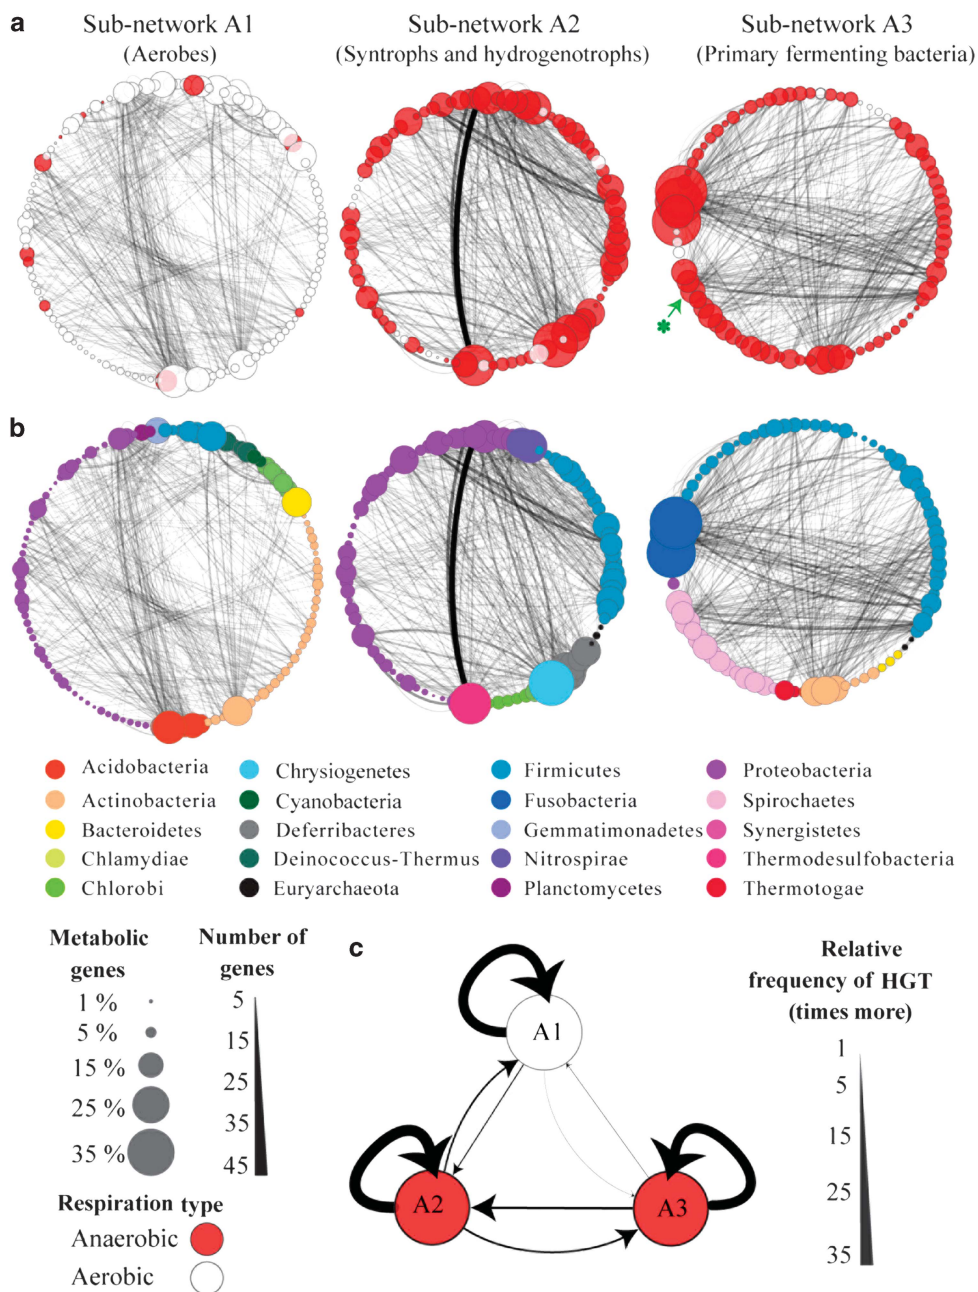 a
Sub-network A1
(Aerobes)
Sub-network A2
(Syntrophs and hydrogenotrophs)
Sub-network A3
(Primary fermenting bacteria)
*
b
Acidobacteria
Actinobacteria
Bacteroidetes
Chlamydiae
Chlorobi
Chrysiogenetes
Cyanobacteria
Deferribacteres
Deinococcus-Thermus
Euryarchaeota
Firmicutes
Fusobacteria
Gemmatimonadetes
Nitrospirae
Planctomycetes
Proteobacteria
Spirochaetes
Synergistetes
Thermodesulfobacteria
Thermotogae
Metabolic
genes
1 %
5 %
15 %
25 %
35 %
Number of
genes
5
15
25
35
45
Respiration type
Anaerobic
Aerobic
c
A1
A2
A3
Relative
frequency of HGT
(times more)
1
5
15
25
35